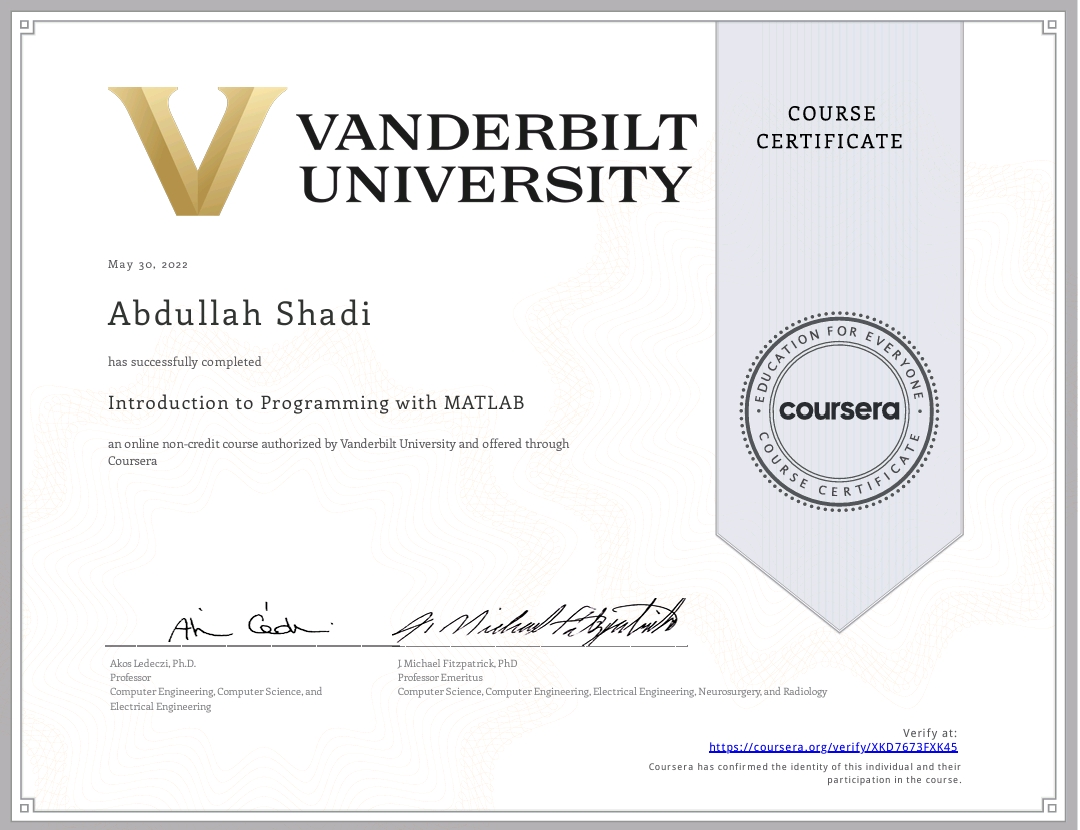 VANDERBILT
UNIVERSITY
COURSE
CERTIFICATE
May 30, 2022
Abdullah Shadi
has successfully completed
Introduction to Programming with MATLAB
an online non-credit course authorized by Vanderbilt University and offered through
Coursera
EDUCATION FOR EVERYONE
coursera
COURSE CERTIFICATE
J. Michael Fitzpatrick
Akos Ledeczi, Ph.D.
Professor
Computer Engineering, Computer Science, and
Electrical Engineering
J. Michael Fitzpatrick, PhD
Professor Emeritus
Computer Science, Computer Engineering, Electrical Engineering, Neurosurgery, and Radiology
Verify at:
https://coursera.org/verify/XKD7673FXK45
Coursera has confirmed the identity of this individual and their
participation in the course.